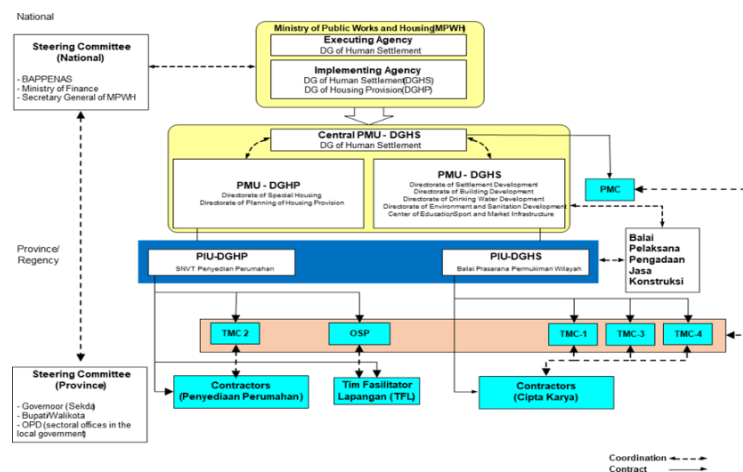 National
Ministry of Public Works and Housing(MPWH)
Executing Agency
DG of Human Settlement
Implementing Agency
DG of Human Settlement(DGHS)
DG of Housing Provision(DGHP)
Steering Committee
(National)
- BAPPENAS
- Ministry of Finance
- Secretary General of MPWH
Central PMU - DGHS
DG of Human Settlement
PMU - DGHP
Directorate of Special Housing
Directorate of Planning of Housing Provision
PMU - DGHS
Directorate of Settlement Development
Directorate of Building Development
Directorate of Drinking Water Development
Directorate of Environment and Sanitation Development
Center of Education/Sport and Market Infrastructure
PMC
Province/
Regency
PIU-DGHP
SNVT Penyedian Perumahan
PIU-DGHS
Balai Prasarana Permukiman Wilayah
Balai
Pelaksana
Pengadaan
Jasa
Konstruksi
TMC 2
OSP
TMC-1
TMC-3
TMC-4
Steering Committee
(Province)
- Governoor (Sekda)
- Bupati/Walikota
- OPD (sectoral offices in the
local government)
Contractors
(Penyediaan Perumahan)
Tim Fasilitator
Lapangan (TFL)
Contractors
(Cipta Karya)
Coordination
Contract